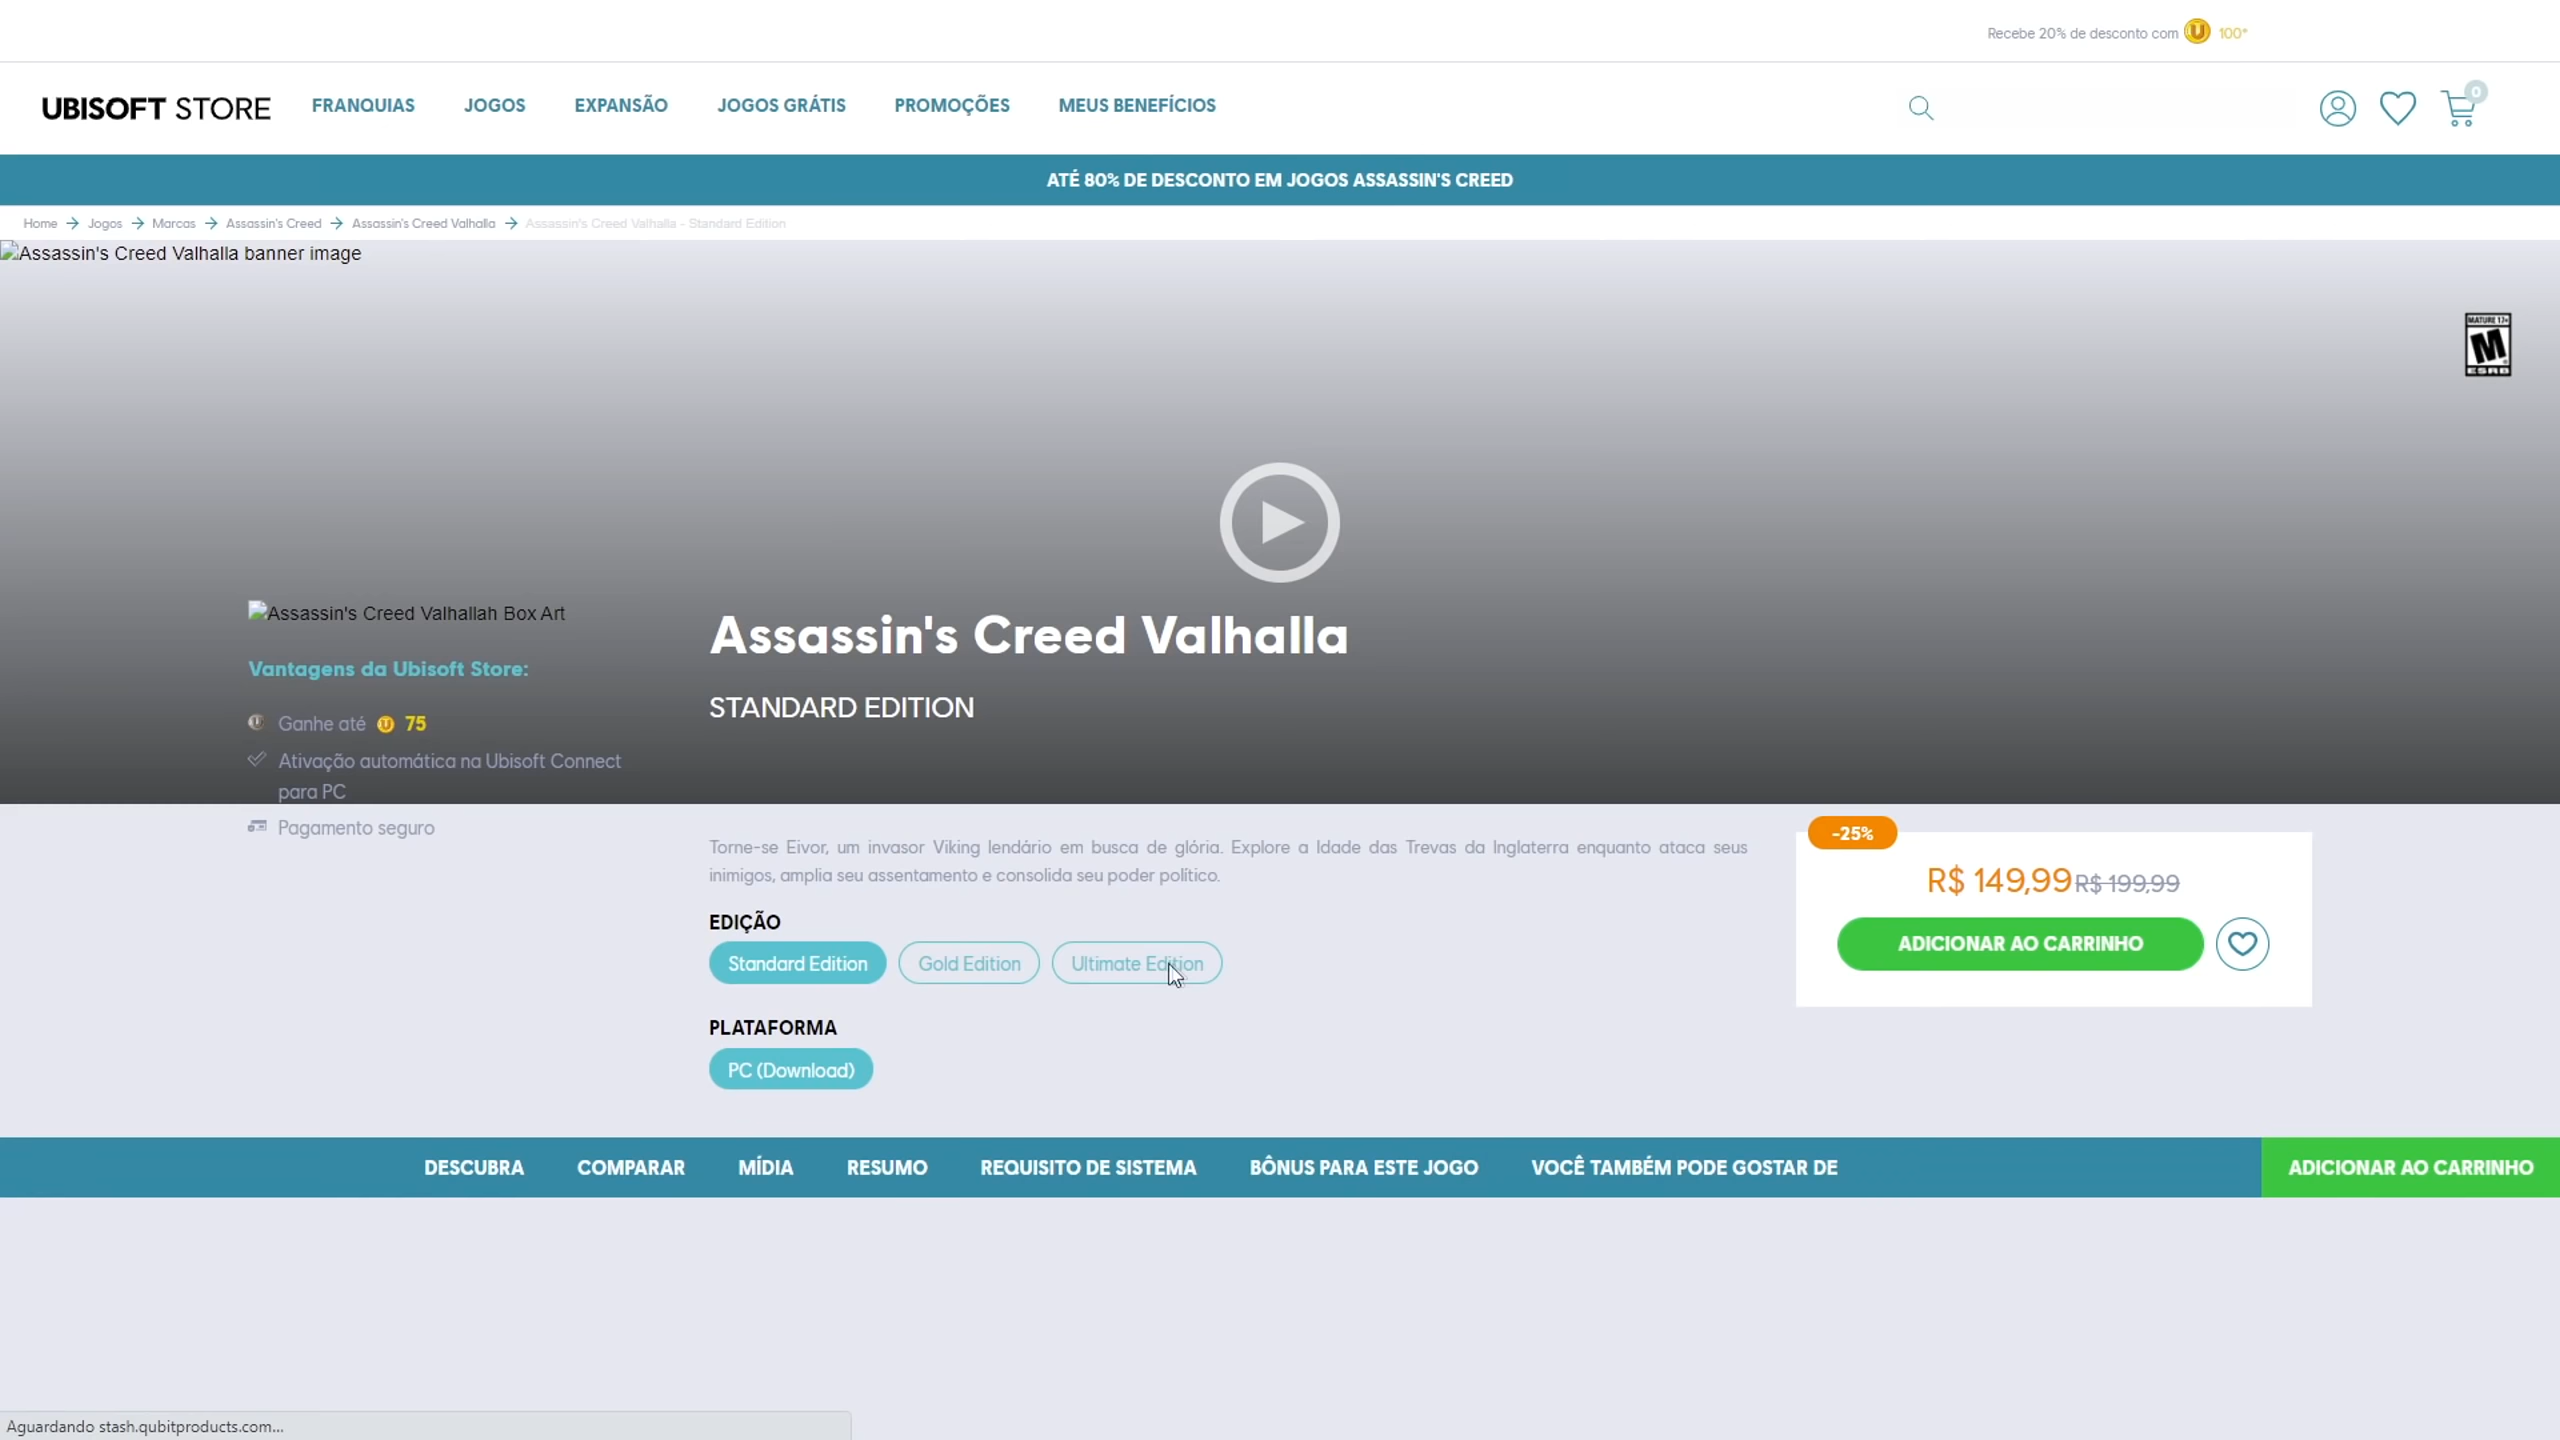 Recebe 20% de desconto com 100*
UBISOFT STORE
FRANQUIAS
JOGOS
EXPANSÃO
JOGOS GRÁTIS
PROMOÇÕES
MEUS BENEFÍCIOS
0
ATÉ 80% DE DESCONTO EM JOGOS ASSASSIN'S CREED
Home Jogos Marcas Assassin's Creed Assassin's Creed Valhalla Assassin's Creed Valhalla - Standard Edition
Assassin's Creed Valhalla banner image
MATURE 17+
M
ESRB
Assassin's Creed Valhallah Box Art
Assassin's Creed Valhalla
Vantagens da Ubisoft Store:
STANDARD EDITION
Ganhe até 75
Ativação automática na Ubisoft Connect
para PC
Pagamento seguro
Torne-se Eivor, um invasor Viking lendário em busca de glória. Explore a Idade das Trevas da Inglaterra enquanto ataca seus
inimigos, amplia seu assentamento e consolida seu poder político.
-25%
R$ 149,99 R$ 199,99
ADICIONAR AO CARRINHO
EDIÇÃO
Standard Edition
Gold Edition
Ultimate Edition
PLATAFORMA
PC (Download)
DESCUBRA
COMPARAR
MÍDIA
RESUMO
REQUISITO DE SISTEMA
BÔNUS PARA ESTE JOGO
VOCÊ TAMBÉM PODE GOSTAR DE
ADICIONAR AO CARRINHO
Aguardando stash.qubitproducts.com...